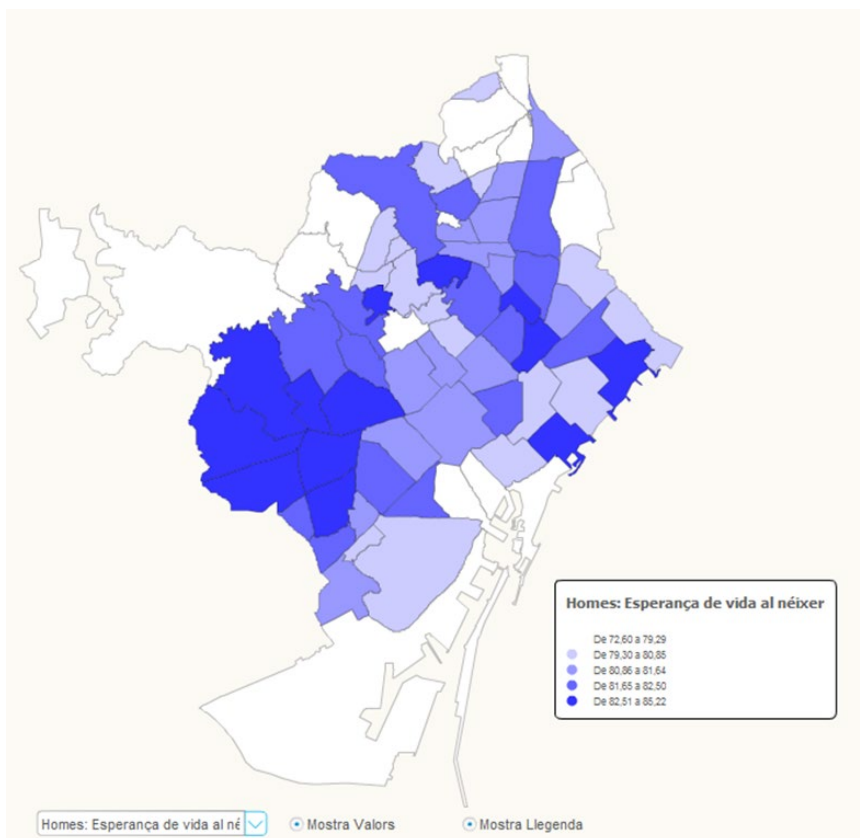 Homes: Esperança de vida al néixer
De 72,60 a 79,29
De 79,30 a 80,85
De 80,86 a 81,64
De 81,65 a 82,50
De 82,51 a 85,22
Homes: Esperança de vida al né
Mostra Valors
Mostra Llegenda